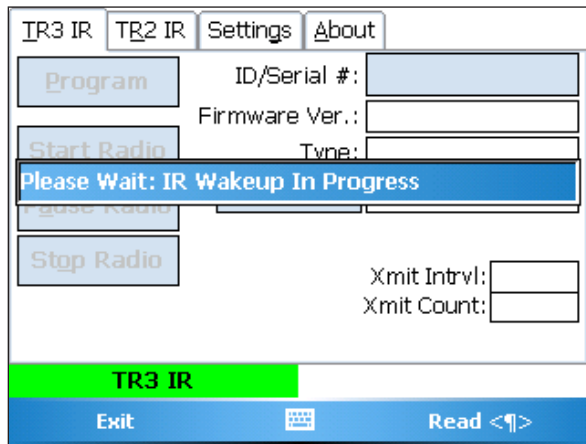 TR3 IR TR2 IR Settings About
Program
ID/Serial #:
Firmware Ver.:
Start Radio
Type:
Please Wait: IR Wakeup In Progress
Pause Radio
Stop Radio
Xmit Intrvl:
Xmit Count:
TR3 IR
Exit Read <¶>